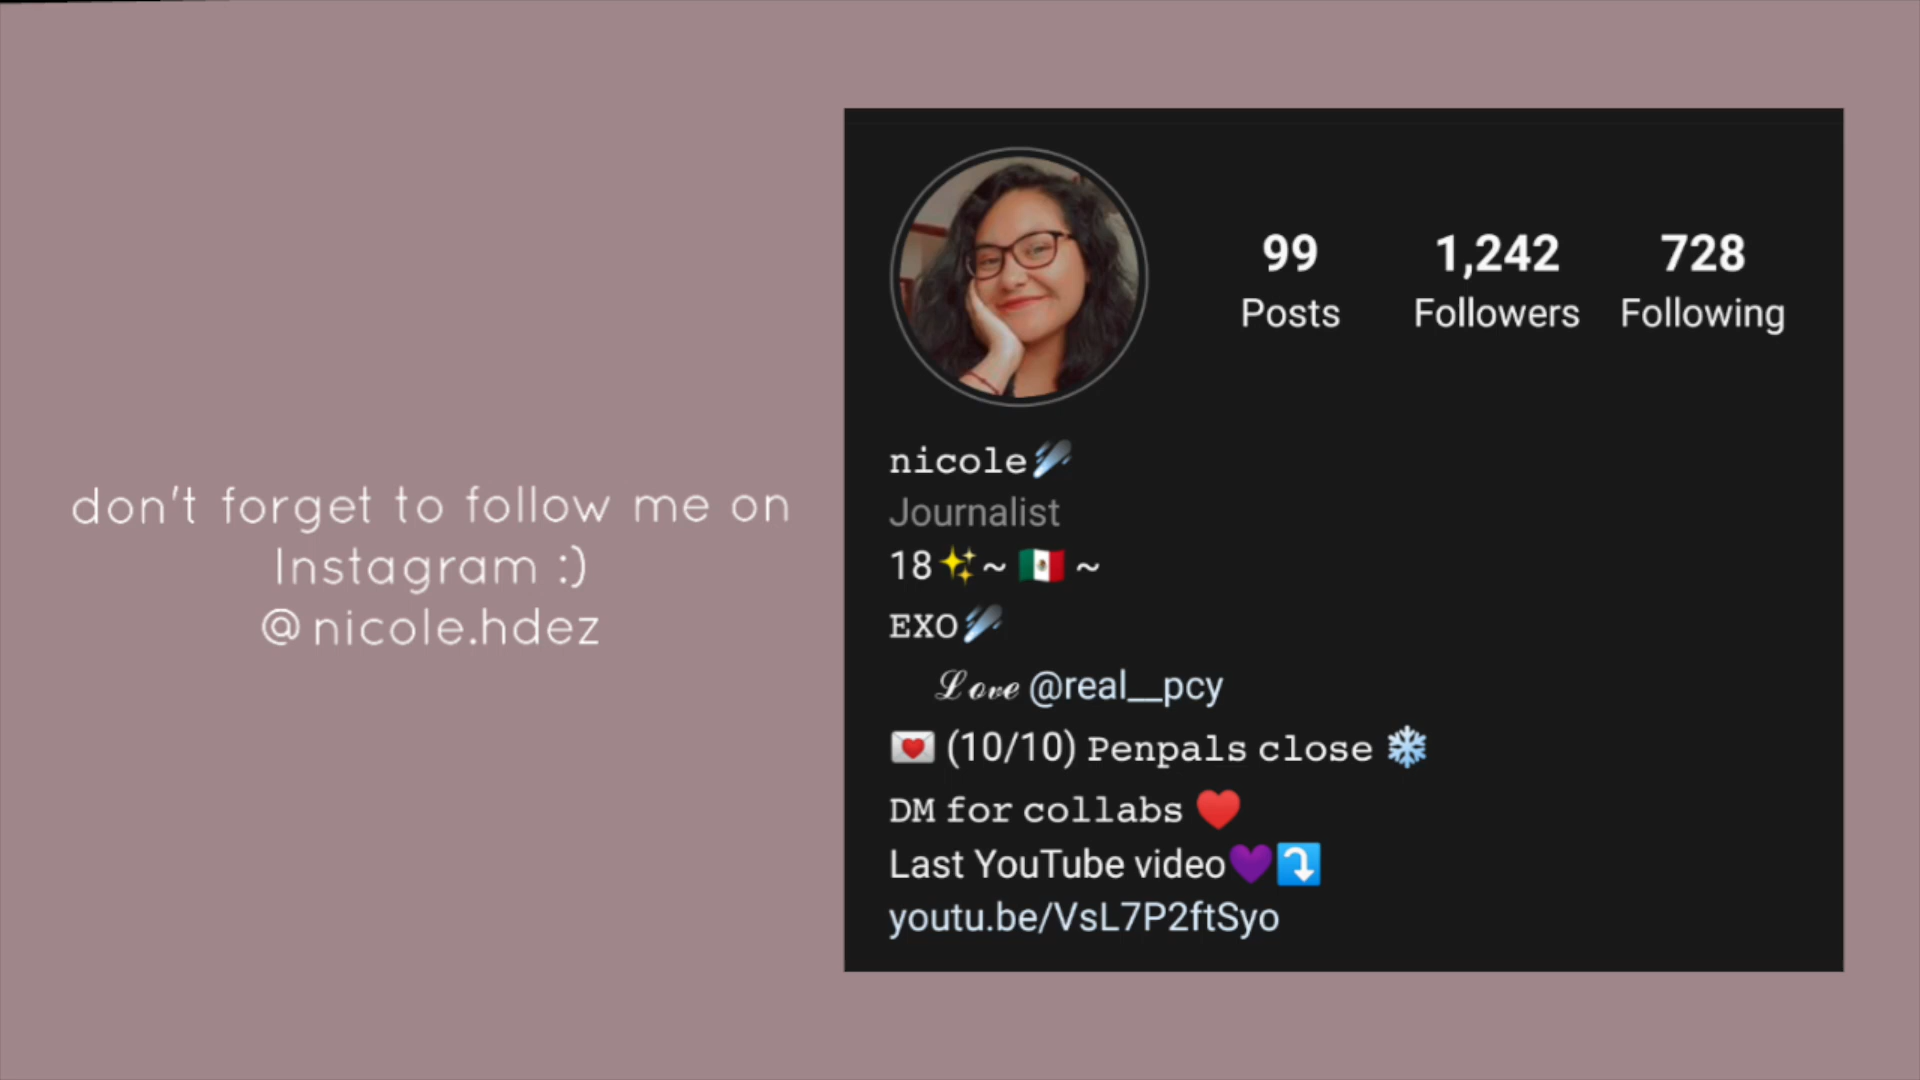 don't forget to follow me on
Instagram :)
@nicole.hdez
99
Posts
1,242
Followers
728
Following
nicole☄️
Journalist
18✨~ 🇲🇽 ~
EXO☄️
𝓛𝓸𝓿𝓮 @real__pcy
💌 (10/10) Penpals close ❄️
DM for collabs ♥️
Last YouTube video💜⤵️
youtu.be/VsL7P2ftSyo